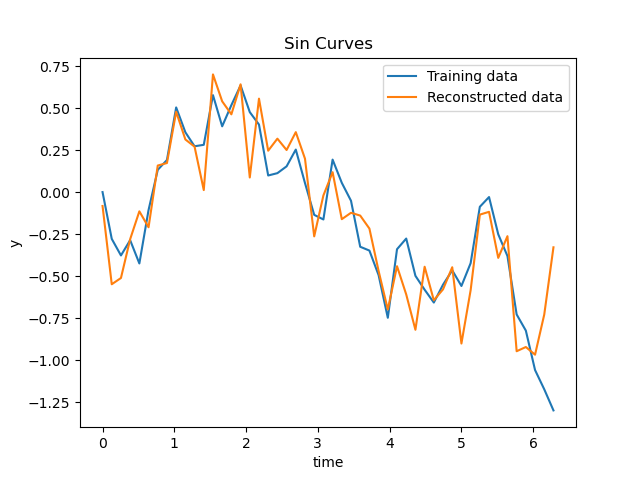 Sin Curves
Training data
Reconstructed data
0.75
0.50
0.25
0.00
−0.25
−0.50
−0.75
−1.00
−1.25
y
0 1 2 3 4 5 6
time